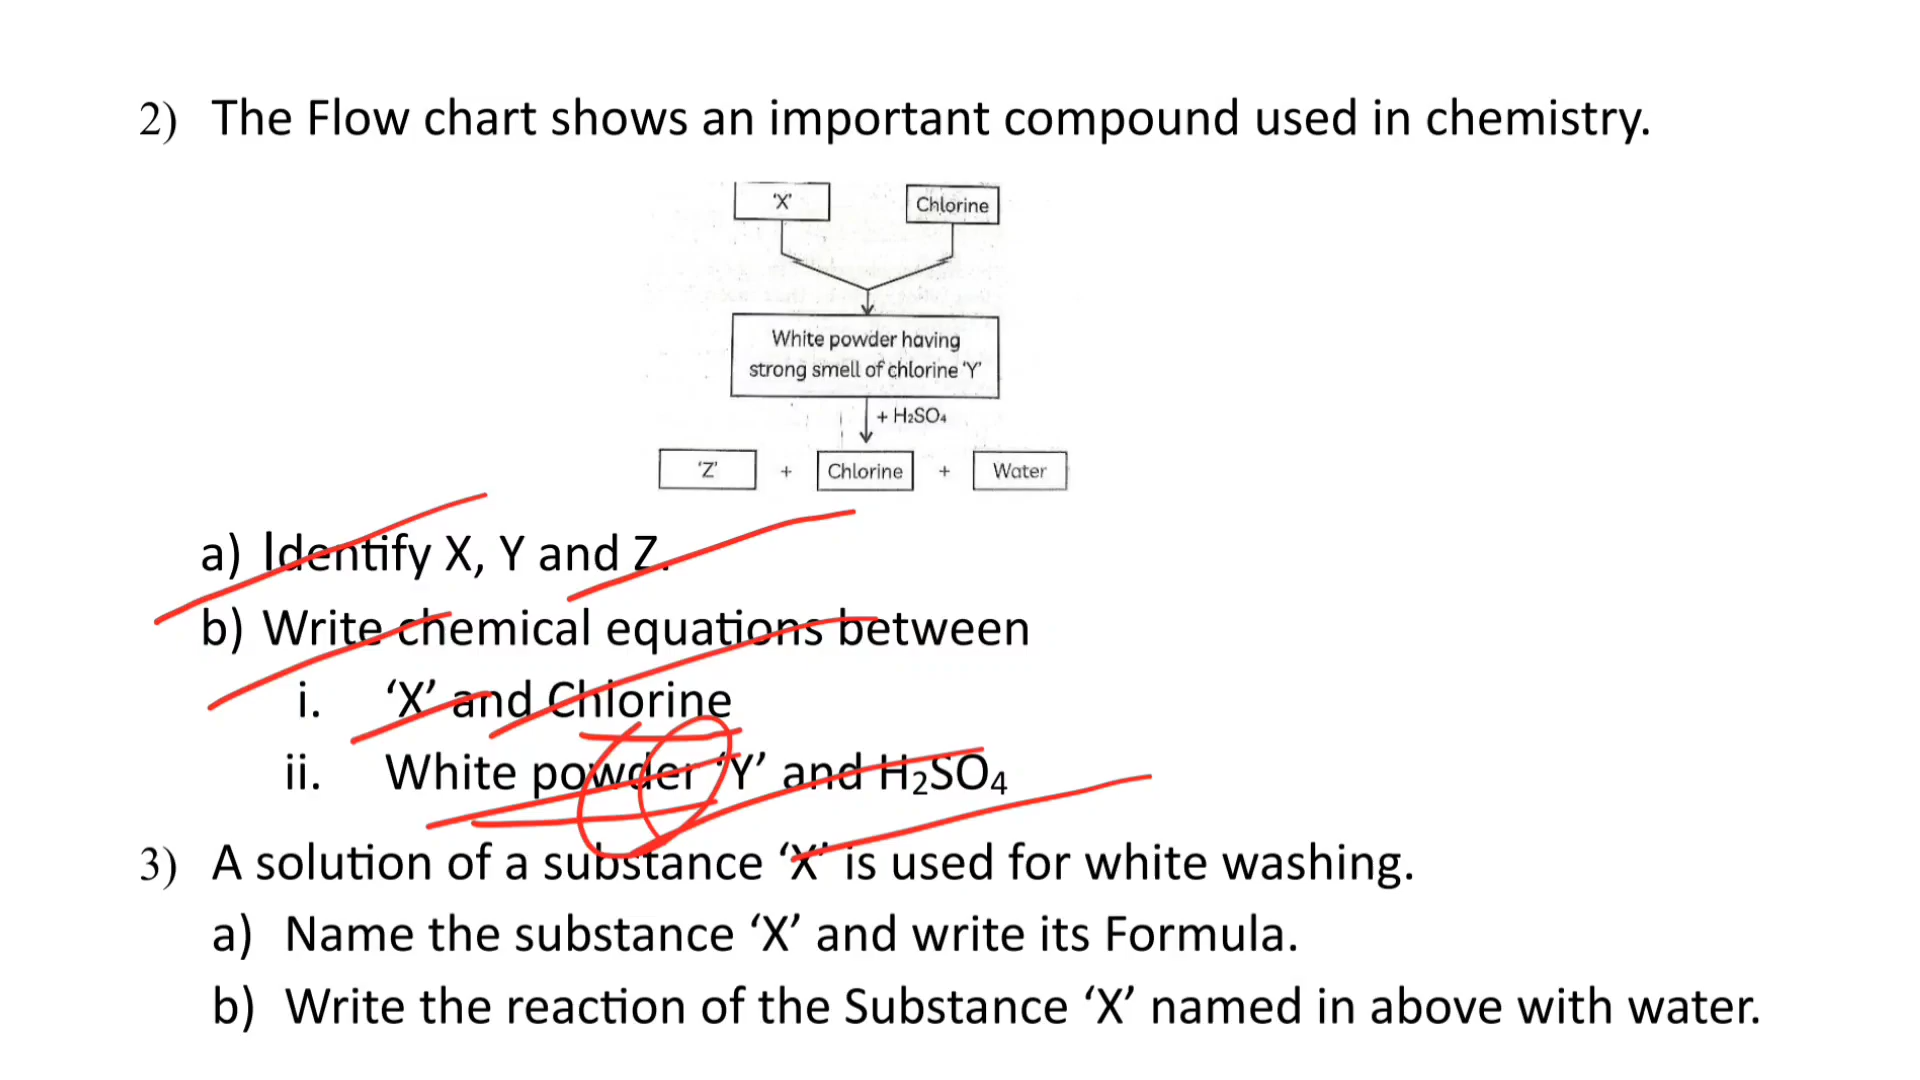 2) The Flow chart shows an important compound used in chemistry.
'X' Chlorine
White powder having
strong smell of chlorine 'Y'
+ H₂SO₄
'Z' + Chlorine + Water
a) Identify X, Y and Z.
b) Write chemical equations between
i. ‘X’ and Chlorine
ii. White powder ‘Y’ and H₂SO₄
3) A solution of a substance ‘X’ is used for white washing.
a) Name the substance ‘X’ and write its Formula.
b) Write the reaction of the Substance ‘X’ named in above with water.